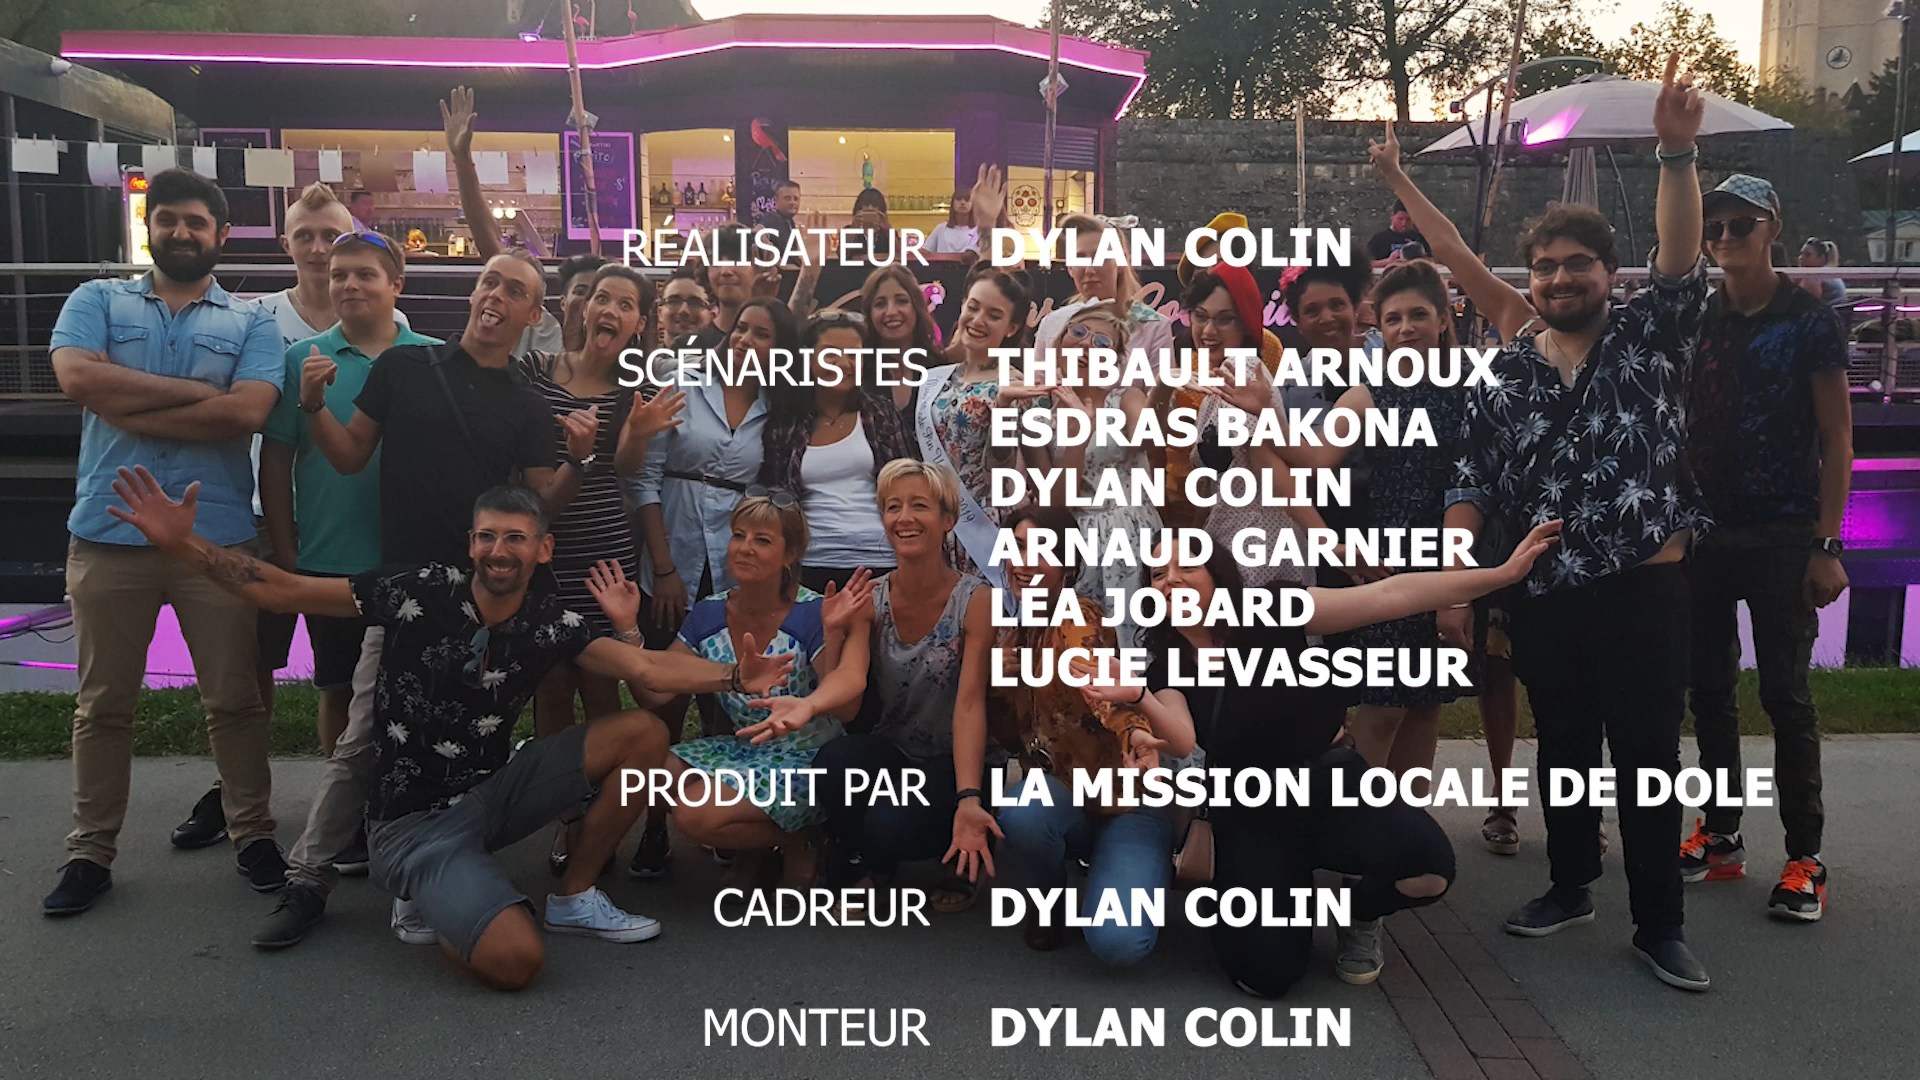 RÉALISATEUR DYLAN COLIN
SCÉNARISTES THIBAULT ARNOUX
ESDRAS BAKONA
DYLAN COLIN
ARNAUD GARNIER
LÉA JOBARD
LUCIE LEVASSEUR
PRODUIT PAR LA MISSION LOCALE DE DOLE
CADREUR DYLAN COLIN
MONTEUR DYLAN COLIN